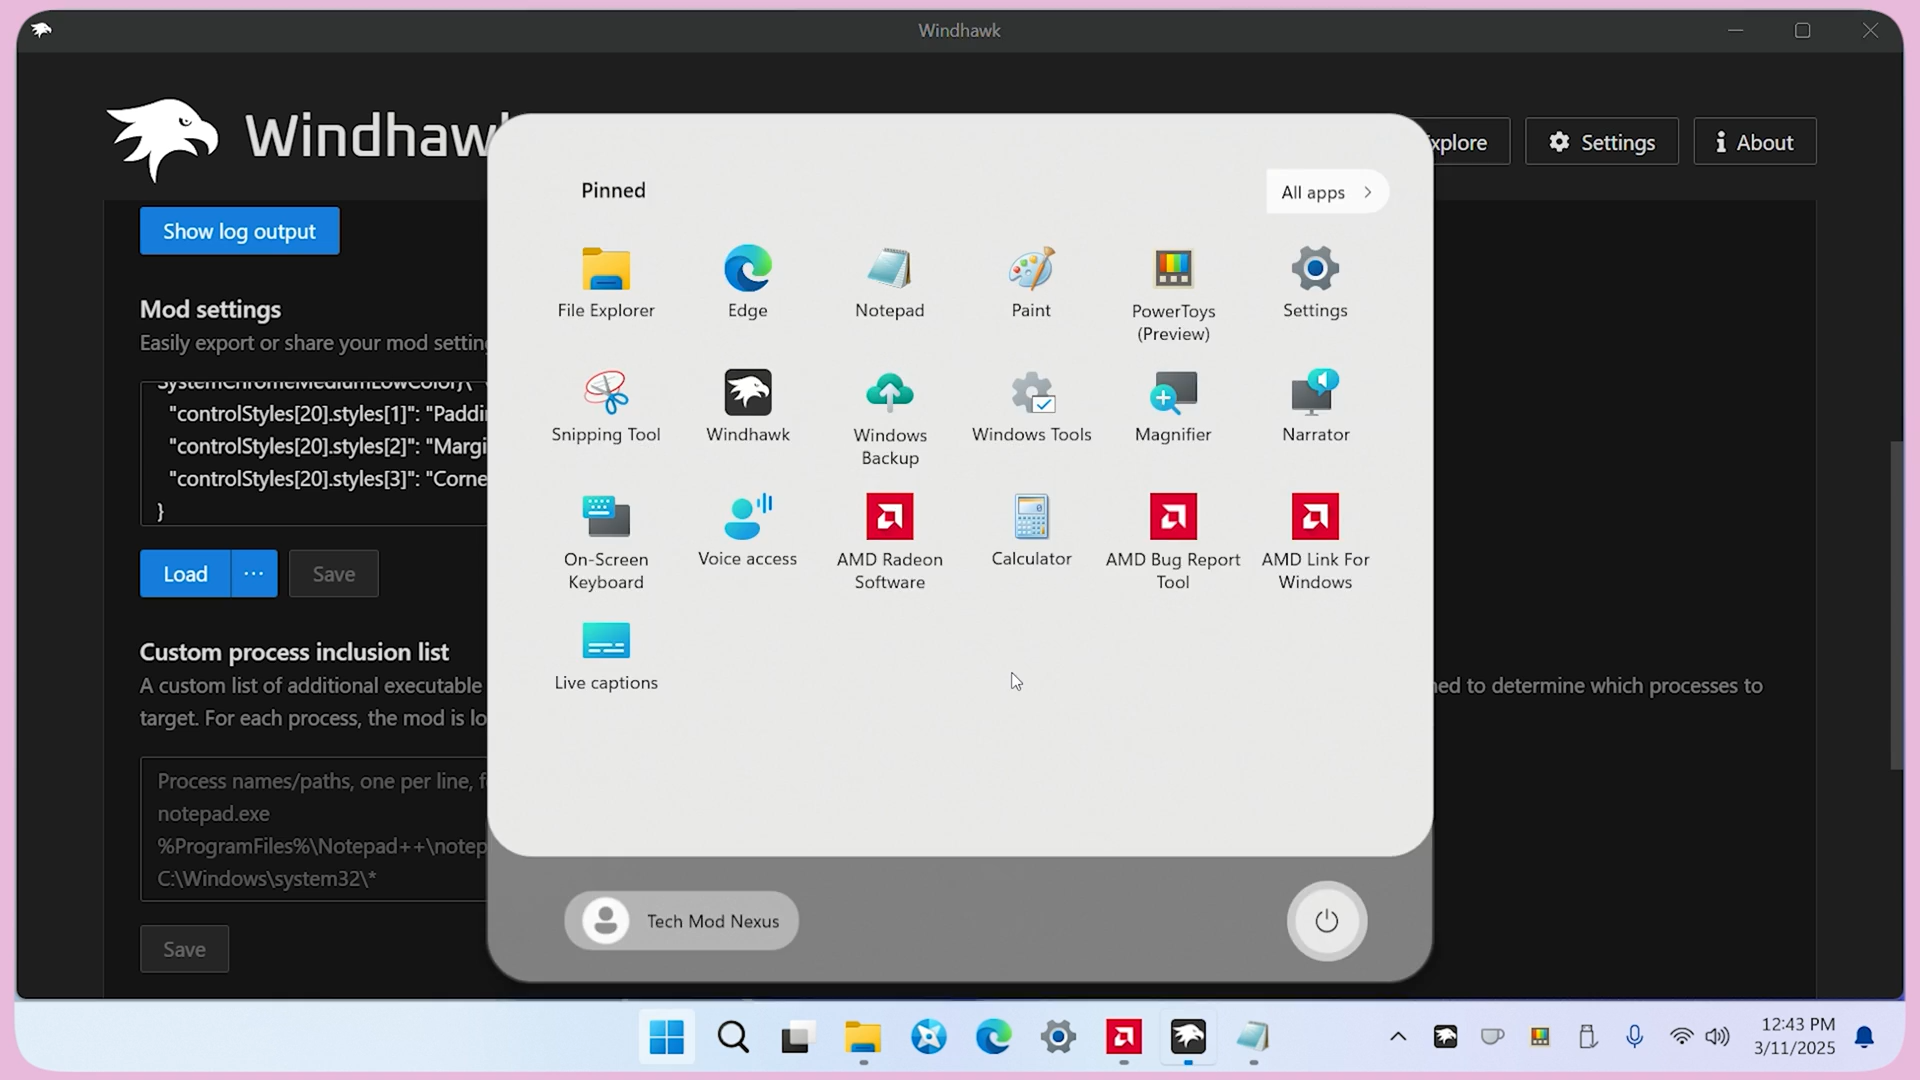 Windhawk
Windhawk
xplore
Settings
About
Show log output
Mod settings
Easily export or share your mod settin
SystemChromeMediumLowColor}\"
"controlStyles[20].styles[1]": "Paddi
"controlStyles[20].styles[2]": "Margi
"controlStyles[20].styles[3]": "Corne
}
Load
...
Save
Custom process inclusion list
A custom list of additional executable
ned to determine which processes to
target. For each process, the mod is lo
Process names/paths, one per line, f
notepad.exe
%ProgramFiles%\Notepad++\notep
C:\Windows\system32\*
Save
Pinned
All apps
File Explorer
Edge
Notepad
Paint
PowerToys
(Preview)
Settings
Snipping Tool
Windhawk
Windows
Backup
Windows Tools
Magnifier
Narrator
On-Screen
Keyboard
Voice access
AMD Radeon
Software
Calculator
AMD Bug Report
Tool
AMD Link For
Windows
Live captions
Tech Mod Nexus
12:43 PM
3/11/2025